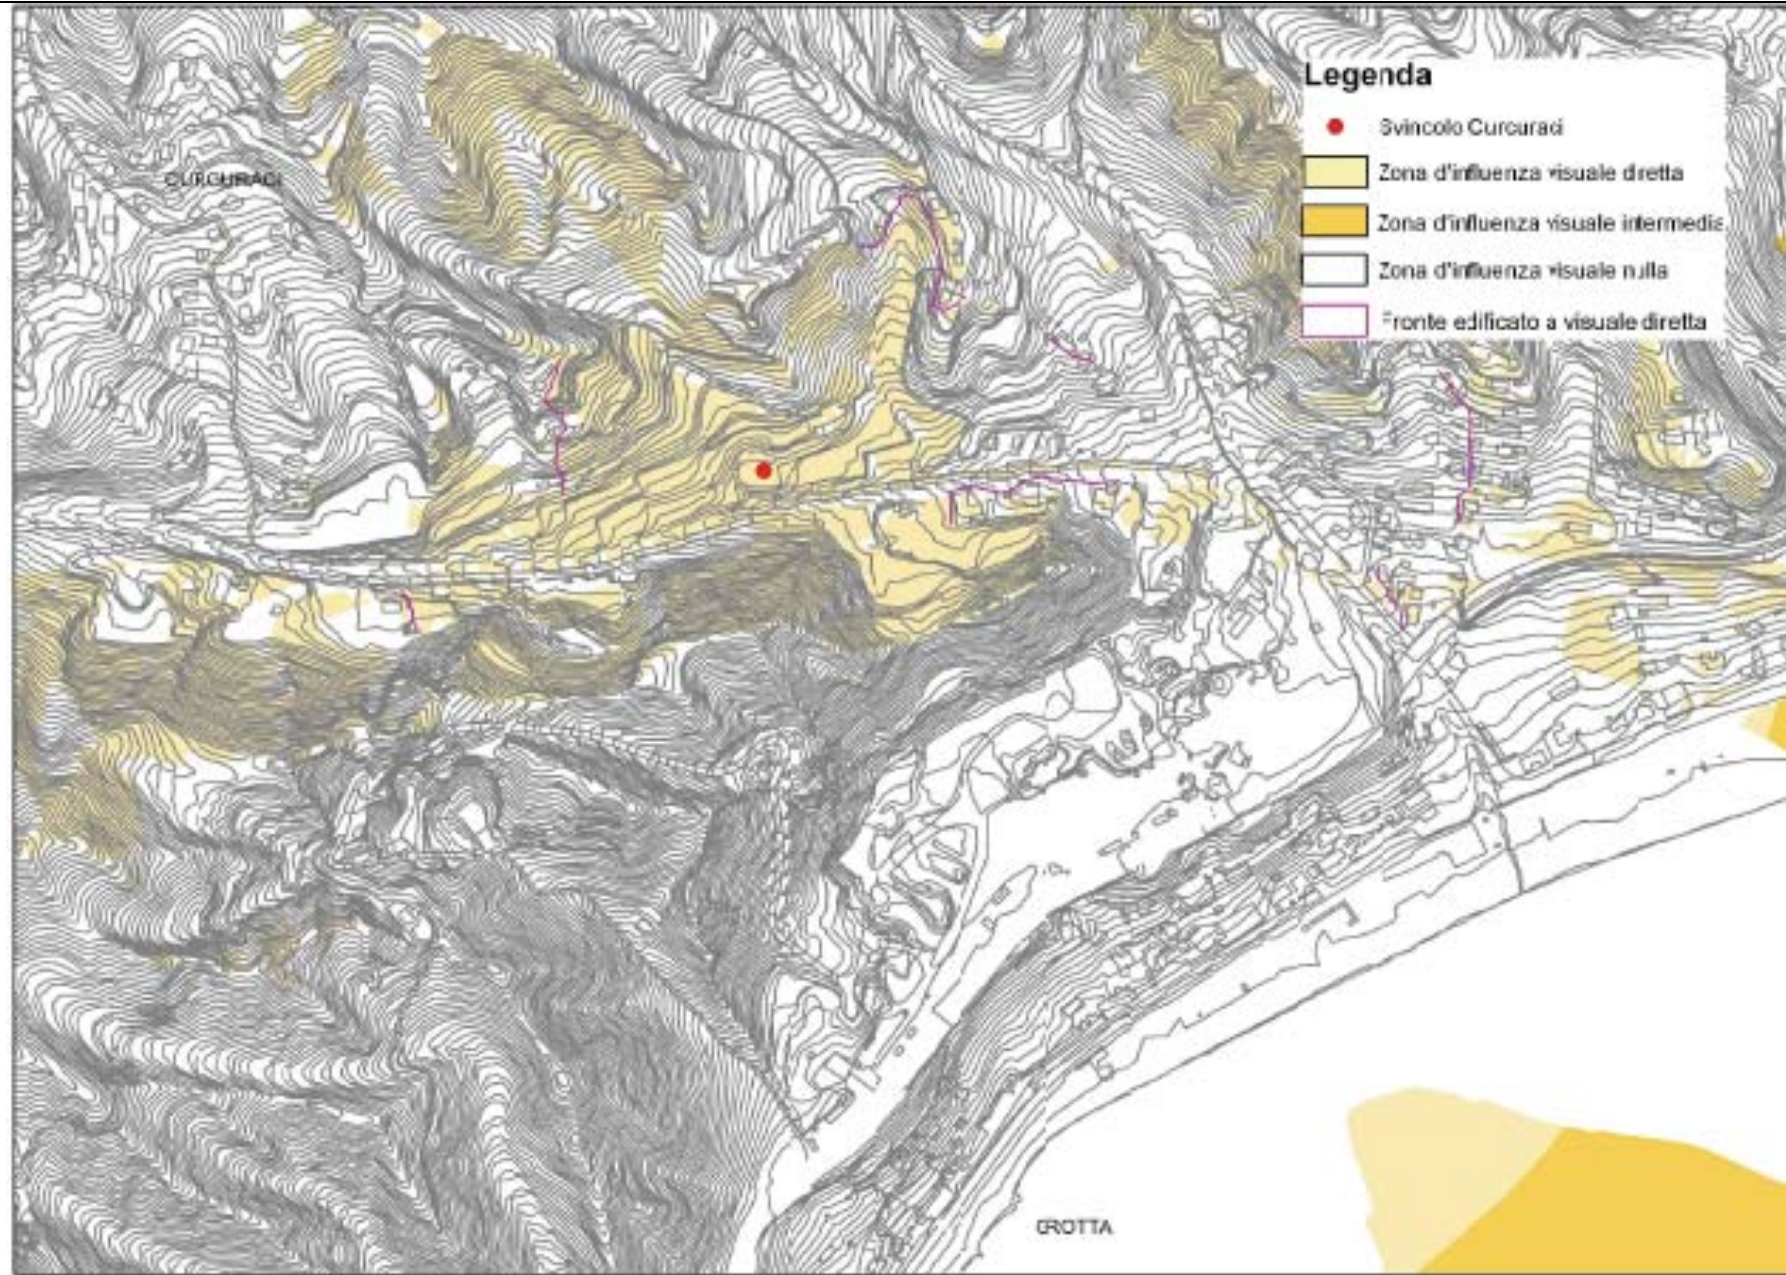 Legenda
Svincolo Curcuraci
Zona d'influenza visuale diretta
Zona d'influenza visuale intermedia
Zona d'influenza visuale nulla
Fronte edificato a visuale diretta
CURCURACI
GROTTA